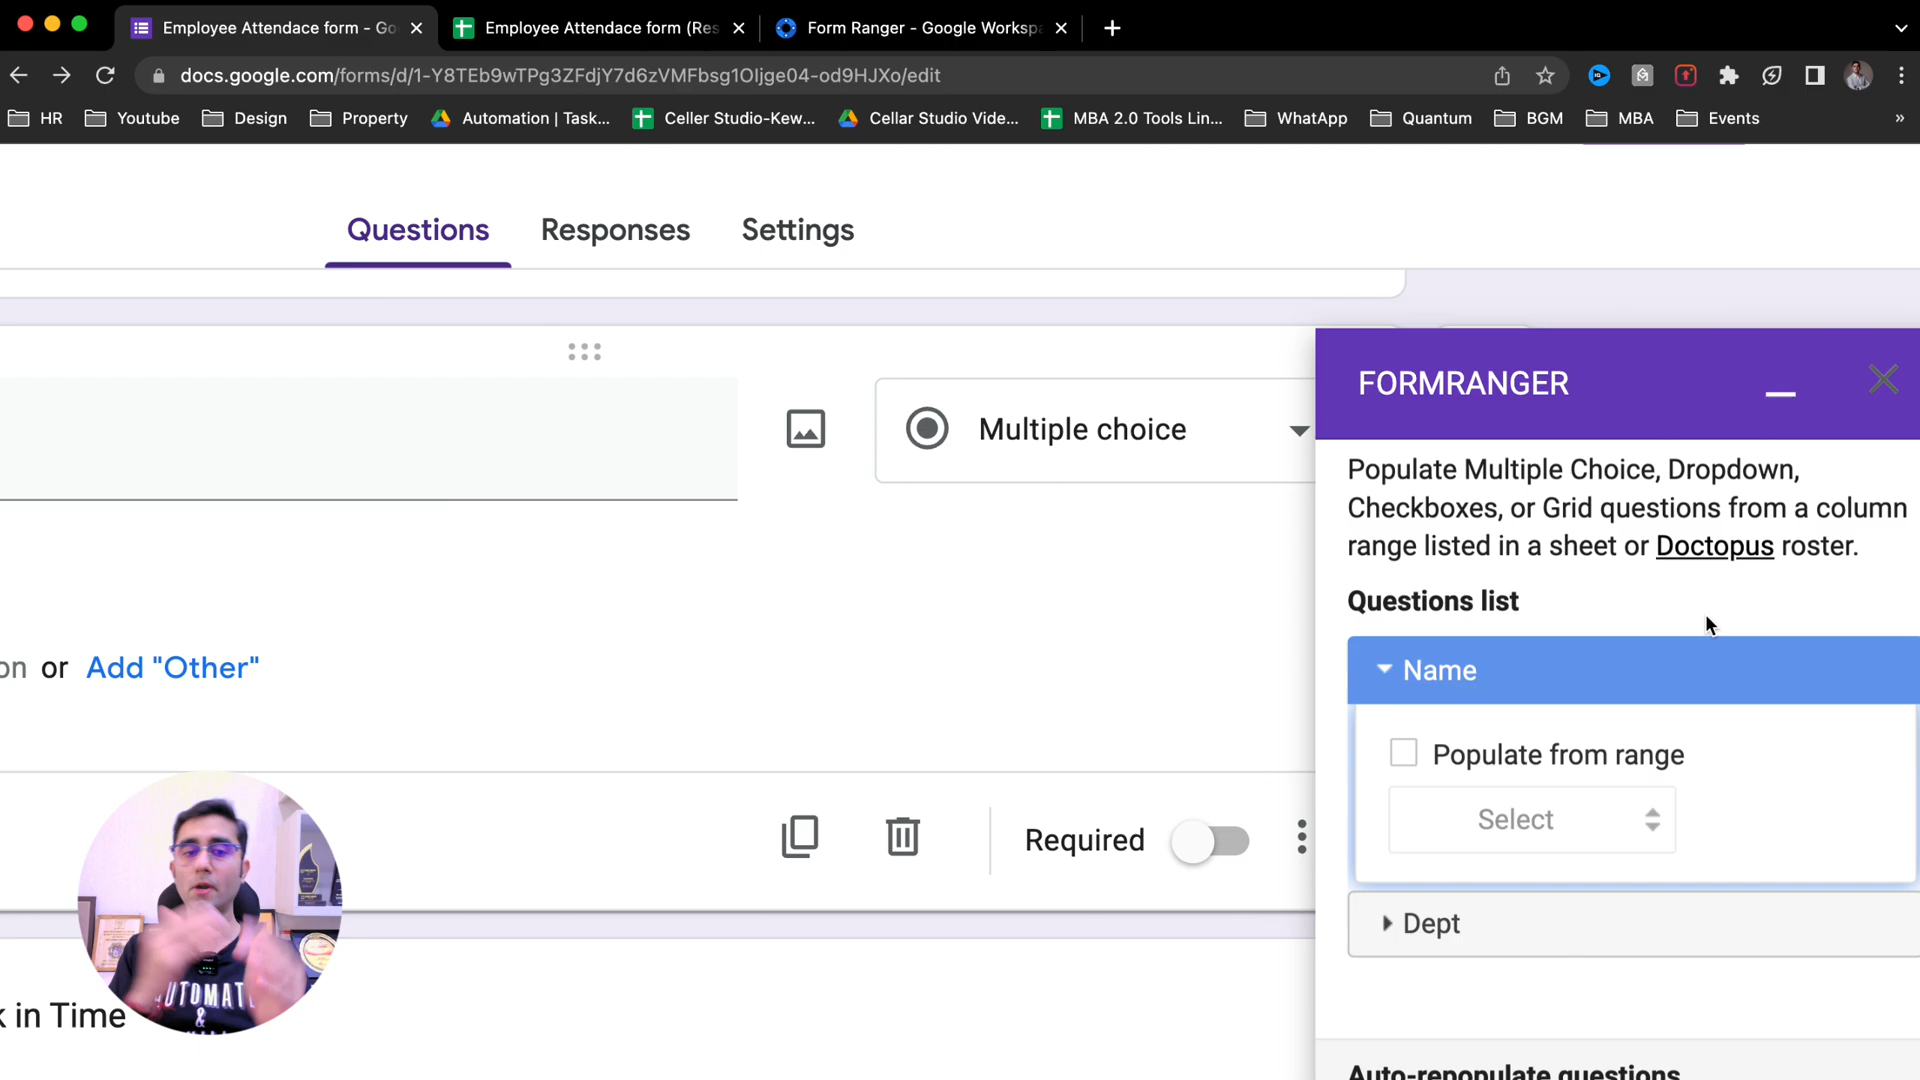 Employee Attendace form - Go
Employee Attendace form (Res
Form Ranger - Google Worksp
docs.google.com/forms/d/1-Y8TEb9wTPg3ZFdjY7d6zVMFbsg1OIjge04-od9HJXo/edit
HR
Youtube
Design
Property
Automation | Task...
Celler Studio-Kew...
Cellar Studio Vide...
MBA 2.0 Tools Lin...
WhatApp
Quantum
BGM
MBA
Events
»
Questions
Responses
Settings
Multiple choice
on or Add "Other"
Required
k in Time
FORMRANGER
Populate Multiple Choice, Dropdown,
Checkboxes, or Grid questions from a column
range listed in a sheet or Doctopus roster.
Questions list
Name
Populate from range
Select
Dept
Auto-repopulate questions
UTOMAT
&